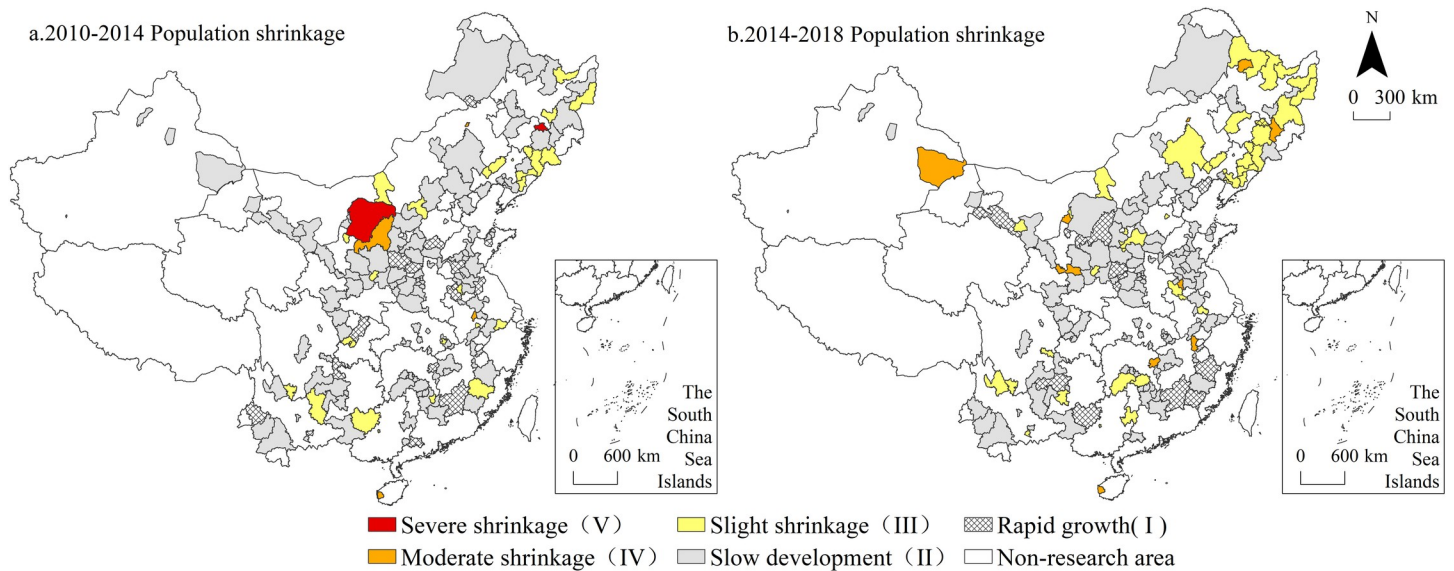 a.2010-2014 Population shrinkage
b.2014-2018 Population shrinkage
N
0 300 km
The
South
China
Sea
Islands
0 600 km
The
South
China
Sea
Islands
0 600 km
Severe shrinkage（V）
Slight shrinkage（III）
Rapid growth( I )
Moderate shrinkage（IV）
Slow development（II）
Non-research area